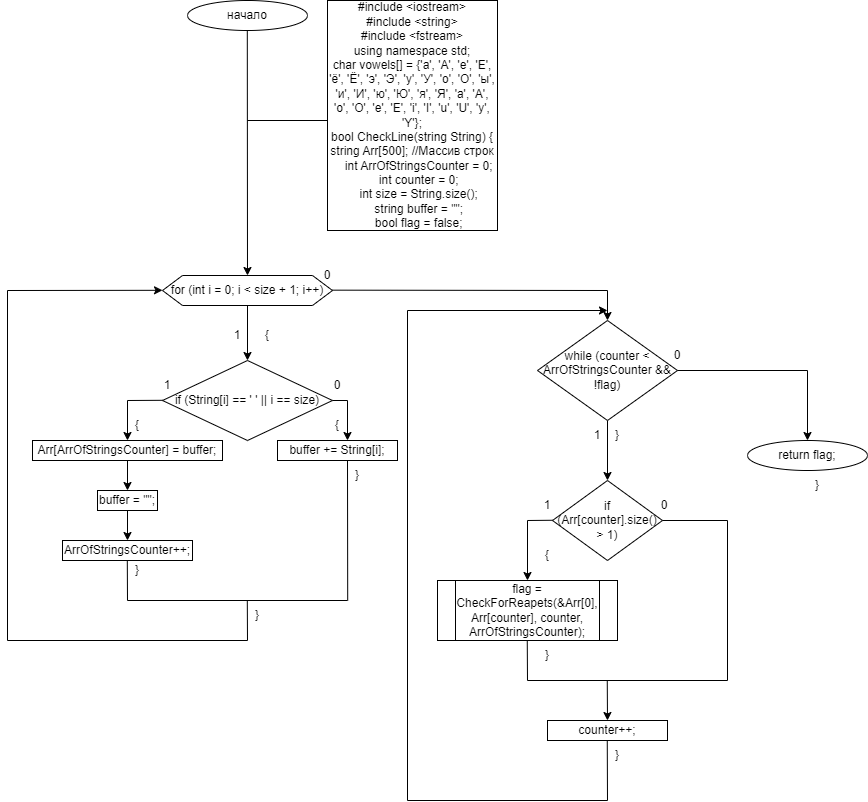 начало
#include <iostream>
#include <string>
#include <fstream>
using namespace std;
char vowels[] = {'а', 'А', 'е', 'Е',
'ё', 'Ё', 'э', 'Э', 'у', 'У', 'о', 'О', 'ы',
'и', 'И', 'ю', 'Ю', 'я', 'Я', 'a', 'A',
'o', 'O', 'e', 'E', 'i', 'I', 'u', 'U', 'y',
'Y'};
bool CheckLine(string String) {
string Arr[500]; //Массив строк
int ArrOfStringsCounter = 0;
int counter = 0;
int size = String.size();
string buffer = "";
bool flag = false;
for (int i = 0; i < size + 1; i++)
0
1
{
if (String[i] == ' ' || i == size)
1
0
{
{
Arr[ArrOfStringsCounter] = buffer;
buffer += String[i];
}
buffer = "";
ArrOfStringsCounter++;
}
}
while (counter <
ArrOfStringsCounter &&
!flag)
0
1
}
return flag;
}
if
(Arr[counter].size()
> 1)
1
0
{
flag =
CheckForReapets(&Arr[0],
Arr[counter], counter,
ArrOfStringsCounter);
}
counter++;
}